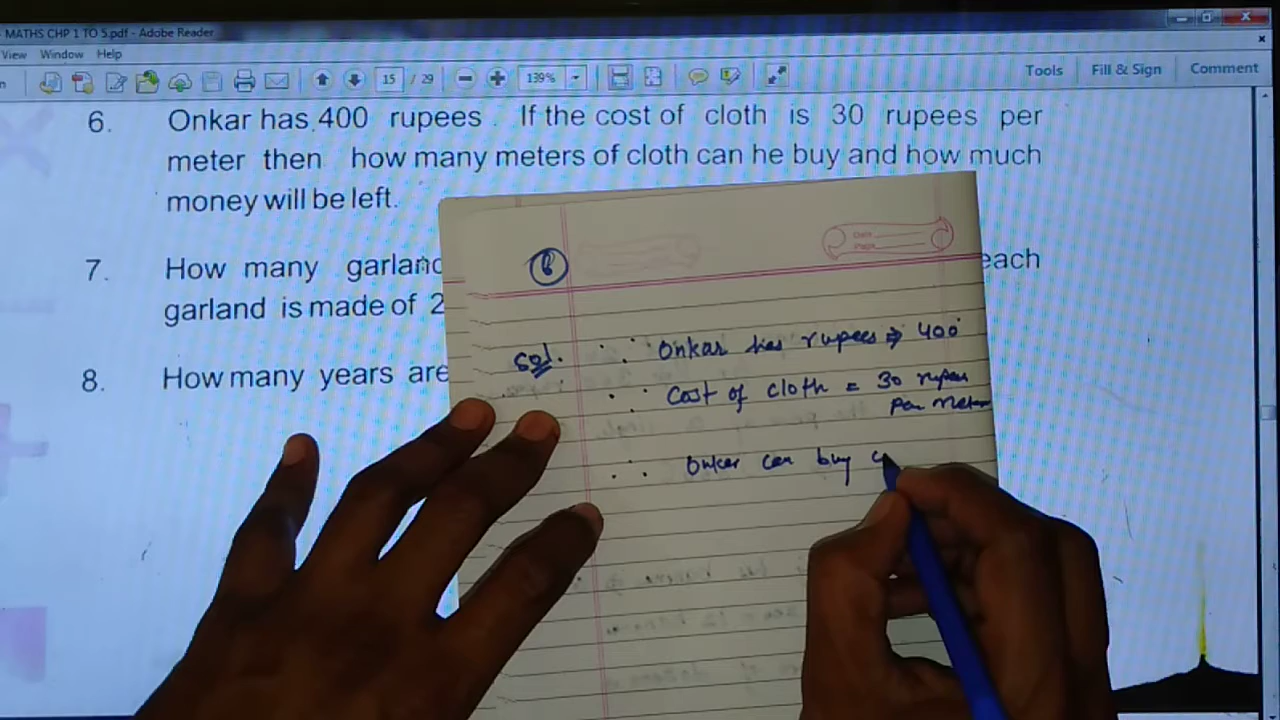 MATHS CHP 1 TO 5.pdf - Adobe Reader
View Window Help
15 / 29 139% Tools Fill & Sign Comment
6. Onkar has 400 rupees . If the cost of cloth is 30 rupees per
meter then how many meters of cloth can he buy and how much
money will be left.
7. How many garland each
garland is made of 2
8. How many years are
6
Date
Page
Sol. ∴ Onkar has rupees ⇒ 400
∴ Cost of cloth = 30 rupees
per meter
∴ Onkar can buy